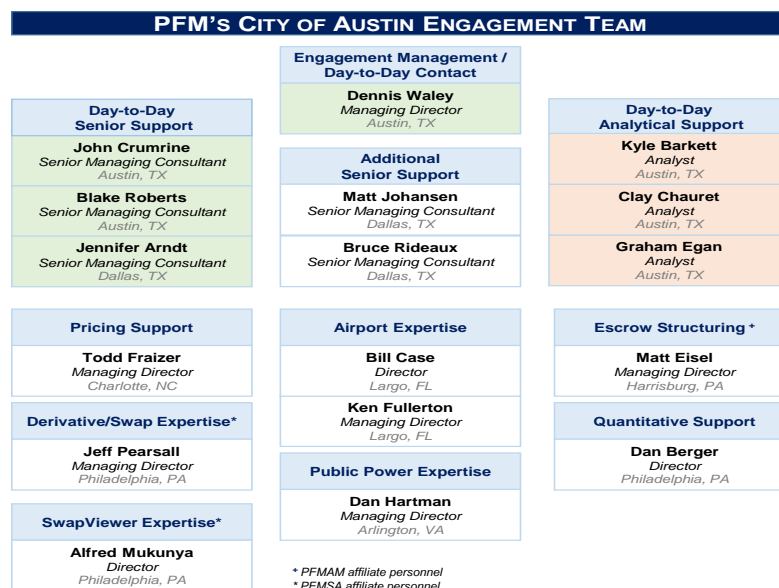 PFM'S CITY OF AUSTIN ENGAGEMENT TEAM
Engagement Management /
Day-to-Day Contact
Dennis Waley
Managing Director
Austin, TX
Day-to-Day
Senior Support
John Crumrine
Senior Managing Consultant
Austin, TX
Blake Roberts
Senior Managing Consultant
Austin, TX
Jennifer Arndt
Senior Managing Consultant
Dallas, TX
Additional
Senior Support
Matt Johansen
Senior Managing Consultant
Dallas, TX
Bruce Rideaux
Senior Managing Consultant
Dallas, TX
Day-to-Day
Analytical Support
Kyle Barkett
Analyst
Austin, TX
Clay Chauret
Analyst
Austin, TX
Graham Egan
Analyst
Austin, TX
Pricing Support
Todd Fraizer
Managing Director
Charlotte, NC
Derivative/Swap Expertise*
Jeff Pearsall
Managing Director
Philadelphia, PA
SwapViewer Expertise*
Alfred Mukunya
Director
Philadelphia, PA
Airport Expertise
Bill Case
Director
Largo, FL
Ken Fullerton
Managing Director
Largo, FL
Public Power Expertise
Dan Hartman
Managing Director
Arlington, VA
Escrow Structuring +
Matt Eisel
Managing Director
Harrisburg, PA
Quantitative Support
Dan Berger
Director
Philadelphia, PA
+ PFMAM affiliate personnel
* PFMSA affiliate personnel